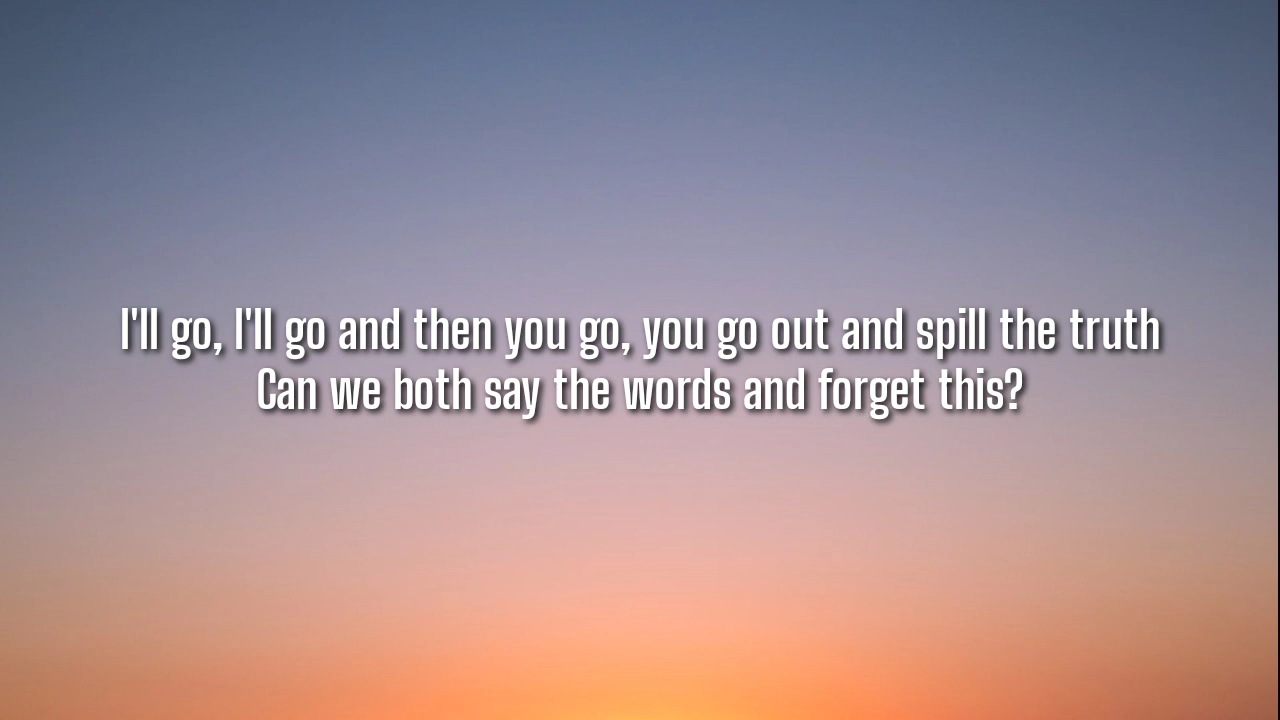 I'll go, I'll go and then you go, you go out and spill the truth
Can we both say the words and forget this?